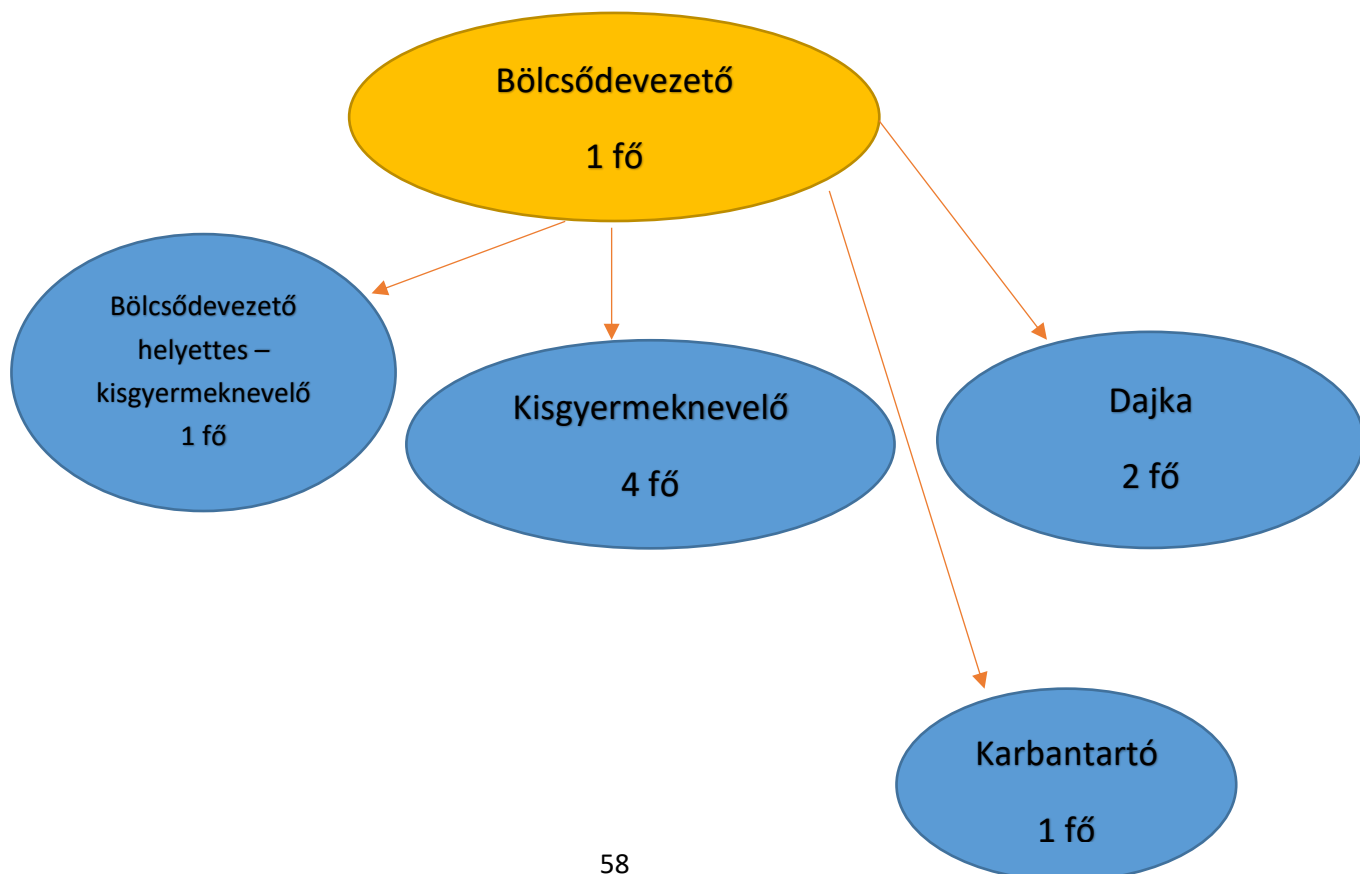 Bölcsődevezető
1 fő
Bölcsődevezető
helyettes –
kisgyermeknevelő
1 fő
Kisgyermeknevelő
4 fő
Dajka
2 fő
Karbantartó
1 fő
58